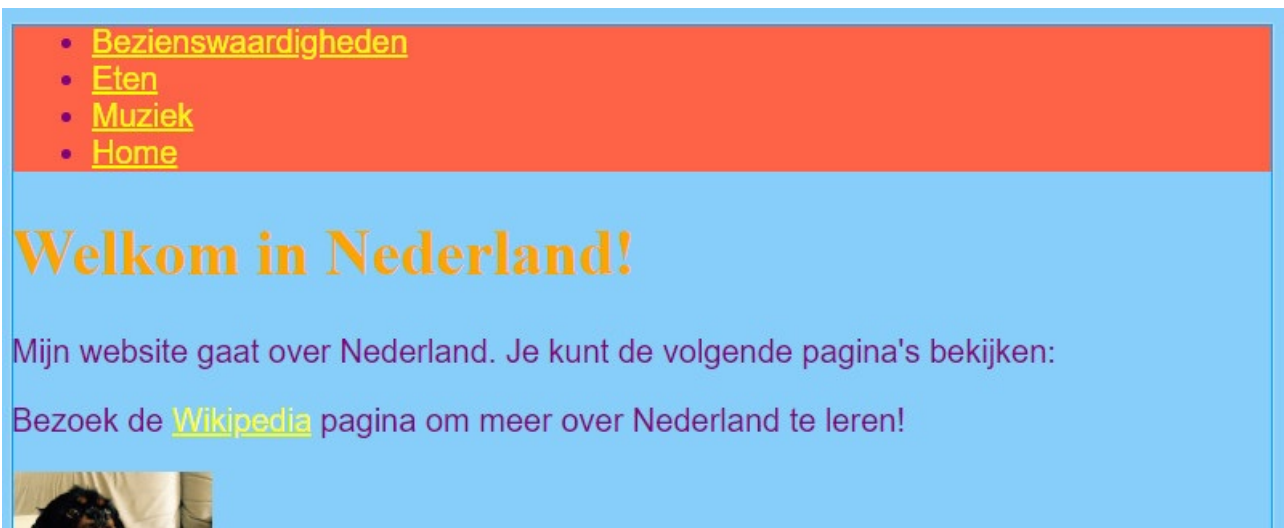 Bezienswaardigheden
Eten
Muziek
Home
Welkom in Nederland!
Mijn website gaat over Nederland. Je kunt de volgende pagina's bekijken:
Bezoek de Wikipedia pagina om meer over Nederland te leren!